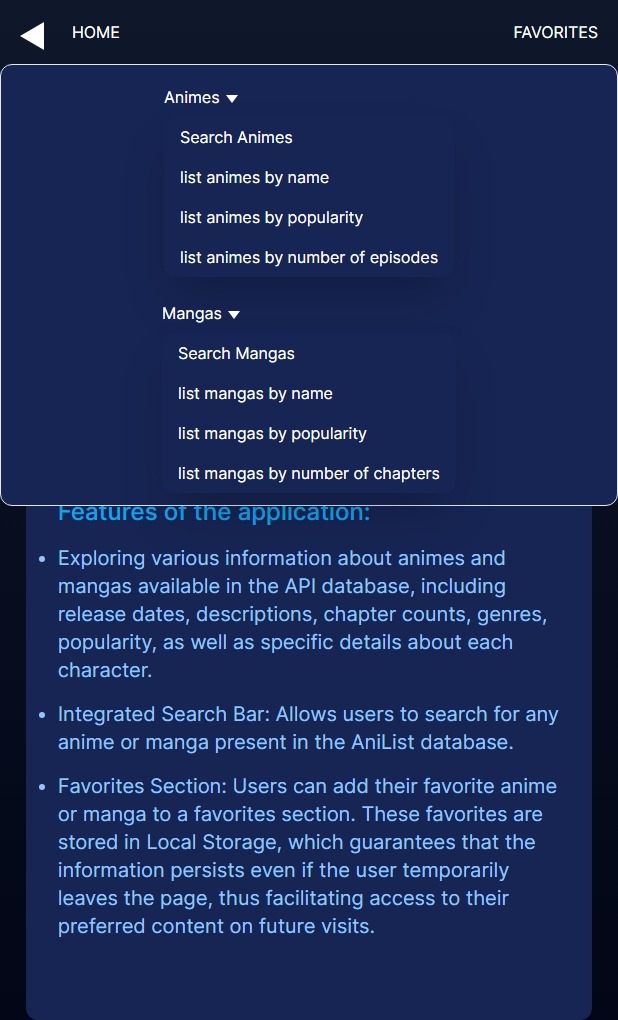 HOME
FAVORITES
Animes
Search Animes
list animes by name
list animes by popularity
list animes by number of episodes
Mangas
Search Mangas
list mangas by name
list mangas by popularity
list mangas by number of chapters
Features of the application:
Exploring various information about animes and
mangas available in the API database, including
release dates, descriptions, chapter counts, genres,
popularity, as well as specific details about each
character.
Integrated Search Bar: Allows users to search for any
anime or manga present in the AniList database.
Favorites Section: Users can add their favorite anime
or manga to a favorites section. These favorites are
stored in Local Storage, which guarantees that the
information persists even if the user temporarily
leaves the page, thus facilitating access to their
preferred content on future visits.